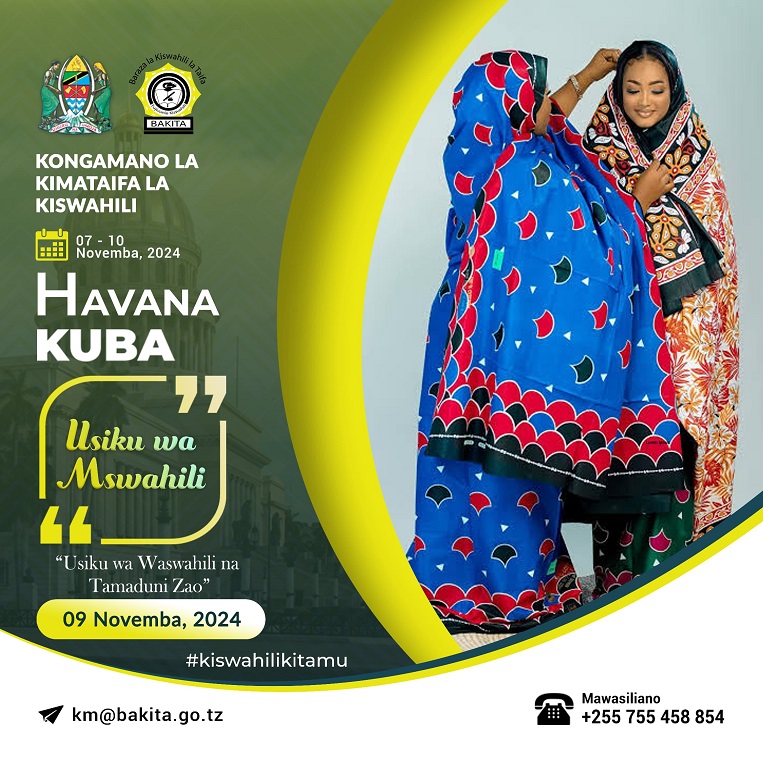 Baraza la Kiswahili la Taifa
BAKITA
KONGAMANO LA
KIMATAIFA LA
KISWAHILI
07 - 10
Novemba, 2024
HAVANA
KUBA
”
Usiku wa
Mswahili
“
“Usiku wa Waswahili na
Tamaduni Zao”
09 Novemba, 2024
#kiswahilikitamu
km@bakita.go.tz
Mawasiliano
+255 755 458 854